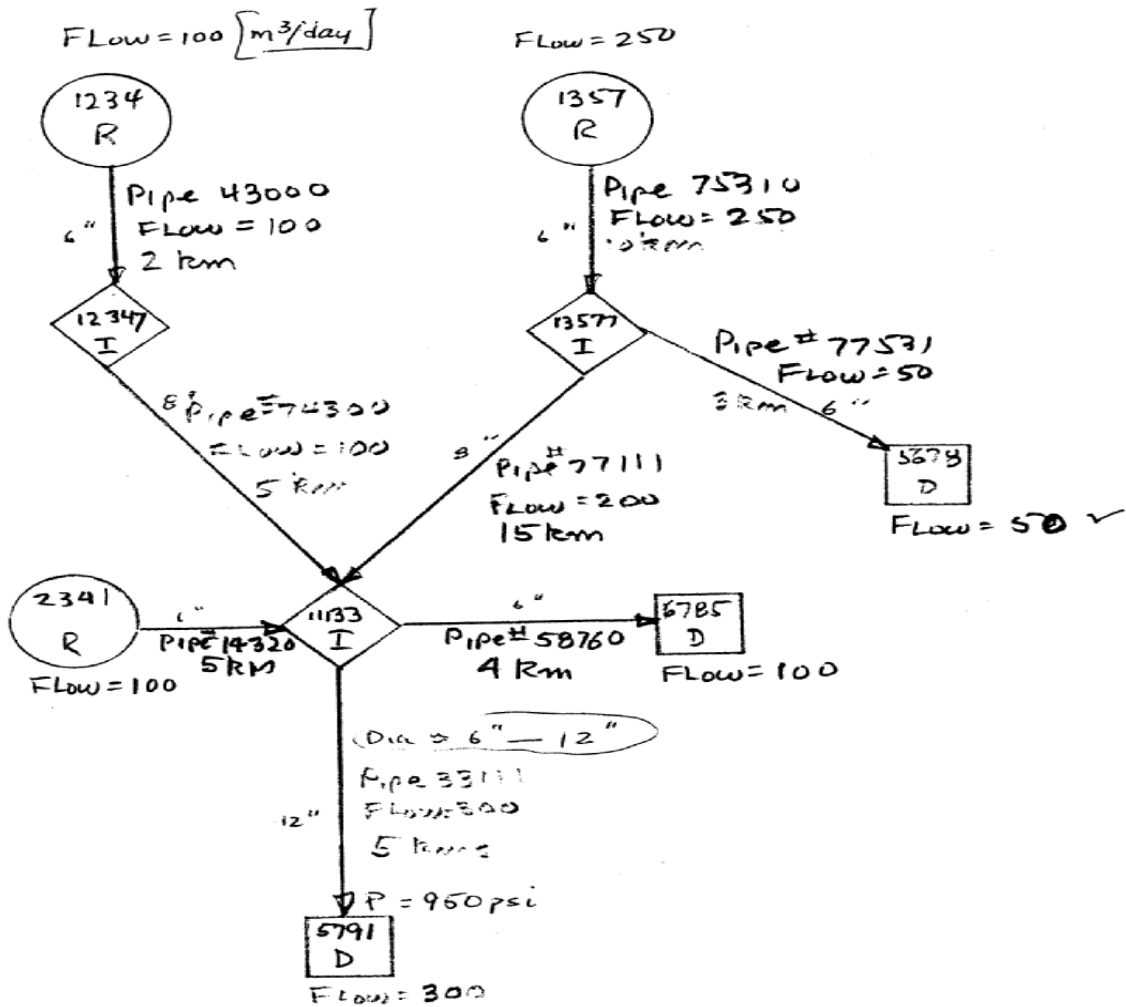 FLow = 100 [m³/day]
FLow = 250
1234
R
1357
R
Pipe 43000
FLow = 100
6"
2 km
Pipe 75310
FLow = 250
6"
km
12347
I
13577
I
Pipe # 77531
FLow = 50
3 km 6"
8" Pipe # 74300
FLow = 100
5 km
8"
Pipe # 77111
FLow = 200
15 km
5678
D
FLow = 50 ✓
2341
R
Pipe # 14320
5 km
FLow = 100
11133
I
6"
Pipe # 58760
4 km
D
FLow = 100
Dia 6" — 12"
Pipe 33111
FLow = 300
12"
5
P = 950 psi
5791
D
FLow = 300